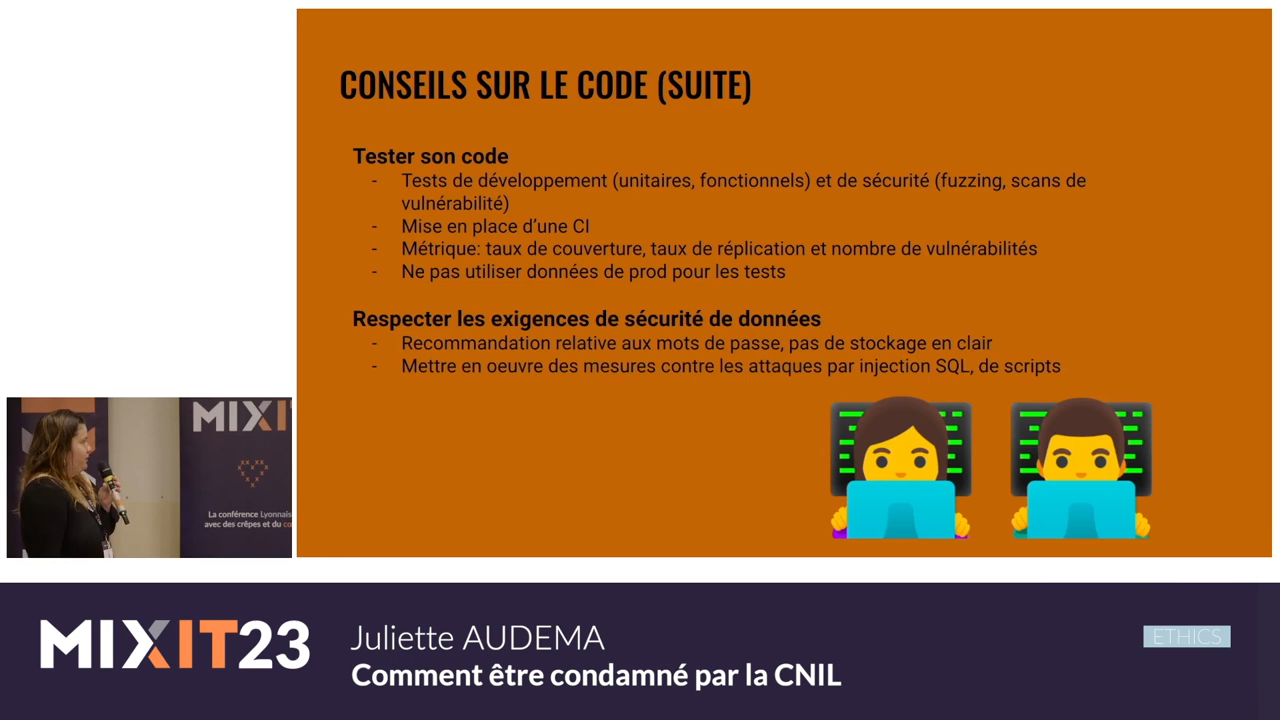 CONSEILS SUR LE CODE (SUITE)
Tester son code
- Tests de développement (unitaires, fonctionnels) et de sécurité (fuzzing, scans de
vulnérabilité)
- Mise en place d’une CI
- Métrique: taux de couverture, taux de réplication et nombre de vulnérabilités
- Ne pas utiliser données de prod pour les tests
Respecter les exigences de sécurité de données
- Recommandation relative aux mots de passe, pas de stockage en clair
- Mettre en oeuvre des mesures contre les attaques par injection SQL, de scripts
MIXIT
La conférence Lyonnais
avec des crêpes et du co
MIXIT23
Juliette AUDEMA
Comment être condamné par la CNIL
ETHICS